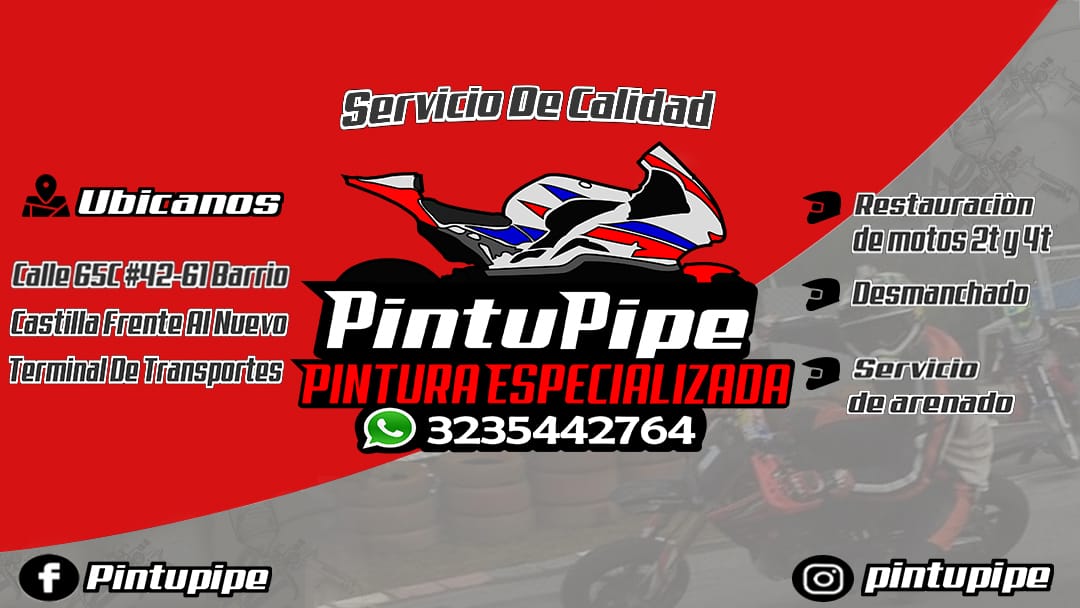 Servicio De Calidad
Ubicanos
Calle 65C #42-61 Barrio
Castilla Frente Al Nuevo
Terminal De Transportes
PintuPipe
PINTURA ESPECIALIZADA
3235442764
Restauraciòn
de motos 2t y 4t
Desmanchado
Servicio
de arenado
Pintupipe
pintupipe